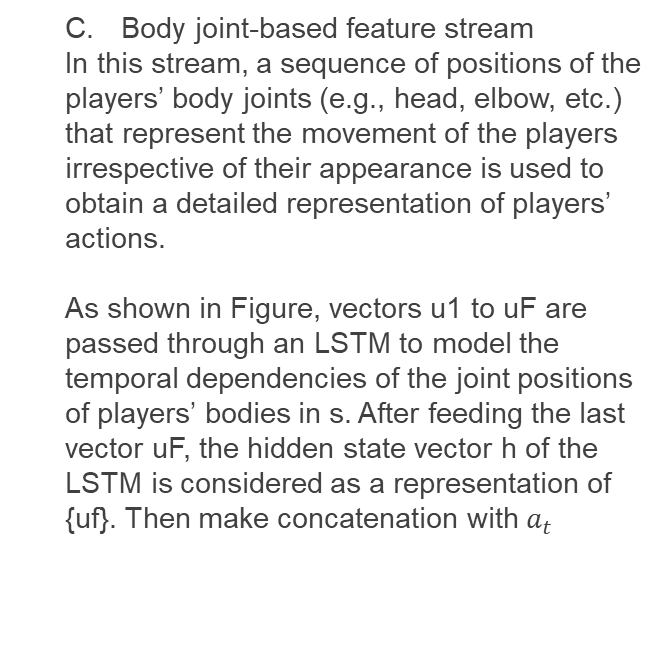 C. Body joint-based feature stream
In this stream, a sequence of positions of the
players’ body joints (e.g., head, elbow, etc.)
that represent the movement of the players
irrespective of their appearance is used to
obtain a detailed representation of players’
actions.
As shown in Figure, vectors u1 to uF are
passed through an LSTM to model the
temporal dependencies of the joint positions
of players’ bodies in s. After feeding the last
vector uF, the hidden state vector h of the
LSTM is considered as a representation of
{uf}. Then make concatenation with 𝑎ₜ